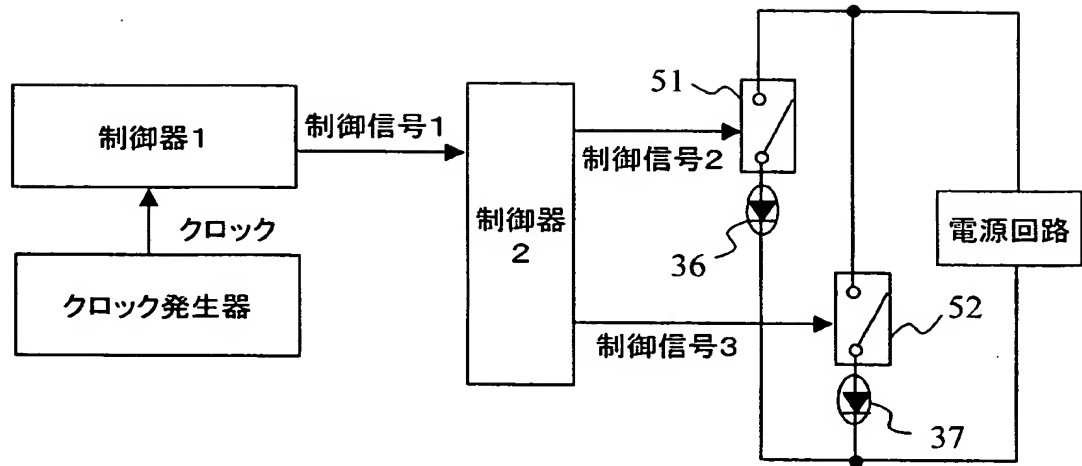 制御器1
制御信号1
クロック
クロック発生器
制御器
2
制御信号2
制御信号3
51
36
52
37
電源回路